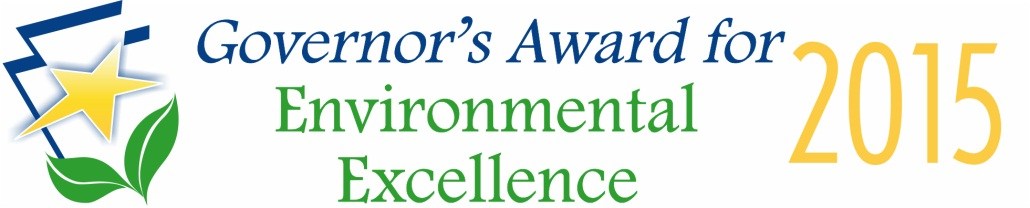 Governor's Award for
Environmental
Excellence
2015